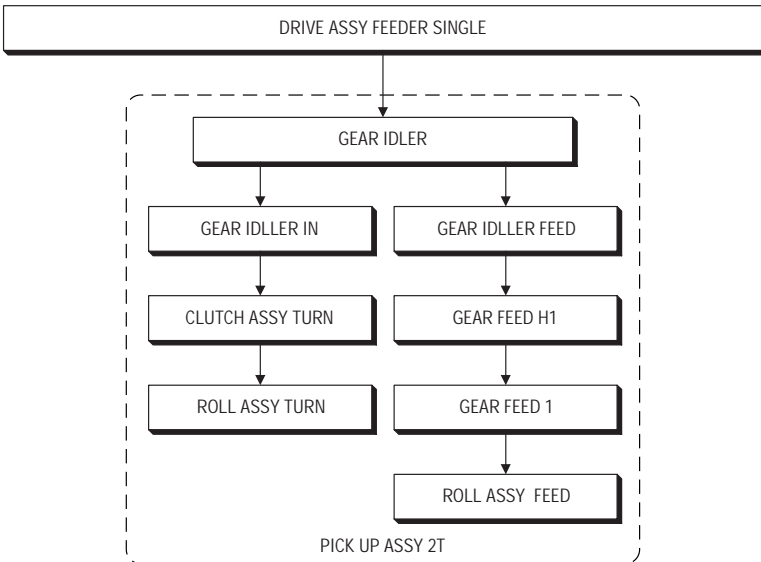 DRIVE ASSY FEEDER SINGLE
GEAR IDLER
GEAR IDLLER IN
GEAR IDLLER FEED
CLUTCH ASSY TURN
GEAR FEED H1
ROLL ASSY TURN
GEAR FEED 1
ROLL ASSY FEED
PICK UP ASSY 2T